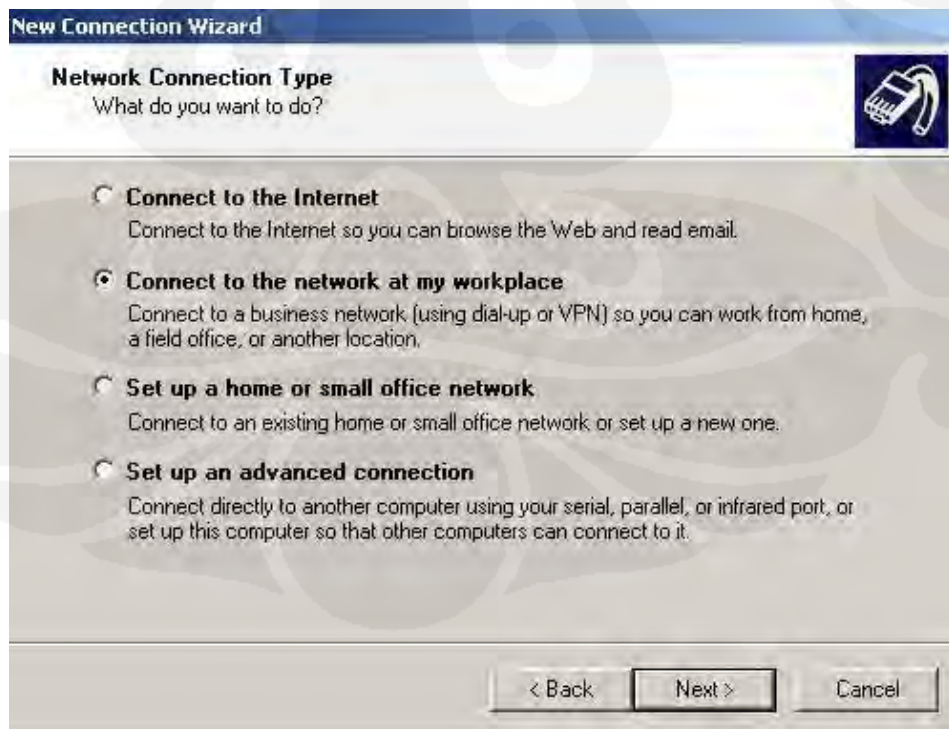 New Connection Wizard
Network Connection Type
What do you want to do?
Connect to the Internet
Connect to the Internet so you can browse the Web and read email.
Connect to the network at my workplace
Connect to a business network (using dial-up or VPN) so you can work from home,
a field office, or another location.
Set up a home or small office network
Connect to an existing home or small office network or set up a new one.
Set up an advanced connection
Connect directly to another computer using your serial, parallel, or infrared port, or
set up this computer so that other computers can connect to it.
< Back Next > Cancel